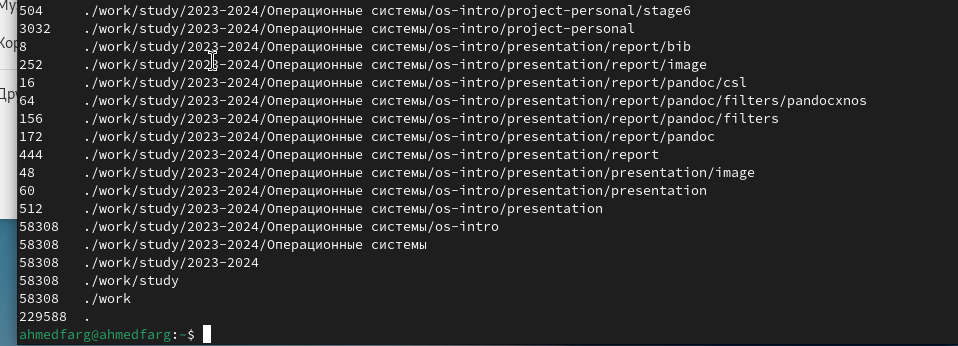 504 ./work/study/2023-2024/Операционные системы/os-intro/project-personal/stage6
3032 ./work/study/2023-2024/Операционные системы/os-intro/project-personal
8 ./work/study/2023-2024/Операционные системы/os-intro/presentation/report/bib
252 ./work/study/2023-2024/Операционные системы/os-intro/presentation/report/image
16 ./work/study/2023-2024/Операционные системы/os-intro/presentation/report/pandoc/csl
64 ./work/study/2023-2024/Операционные системы/os-intro/presentation/report/pandoc/filters/pandocxnos
156 ./work/study/2023-2024/Операционные системы/os-intro/presentation/report/pandoc/filters
172 ./work/study/2023-2024/Операционные системы/os-intro/presentation/report/pandoc
444 ./work/study/2023-2024/Операционные системы/os-intro/presentation/report
48 ./work/study/2023-2024/Операционные системы/os-intro/presentation/presentation/image
60 ./work/study/2023-2024/Операционные системы/os-intro/presentation/presentation
512 ./work/study/2023-2024/Операционные системы/os-intro/presentation
58308 ./work/study/2023-2024/Операционные системы/os-intro
58308 ./work/study/2023-2024/Операционные системы
58308 ./work/study/2023-2024
58308 ./work/study
58308 ./work
229588 .
ahmedfarg@ahmedfarg:~$